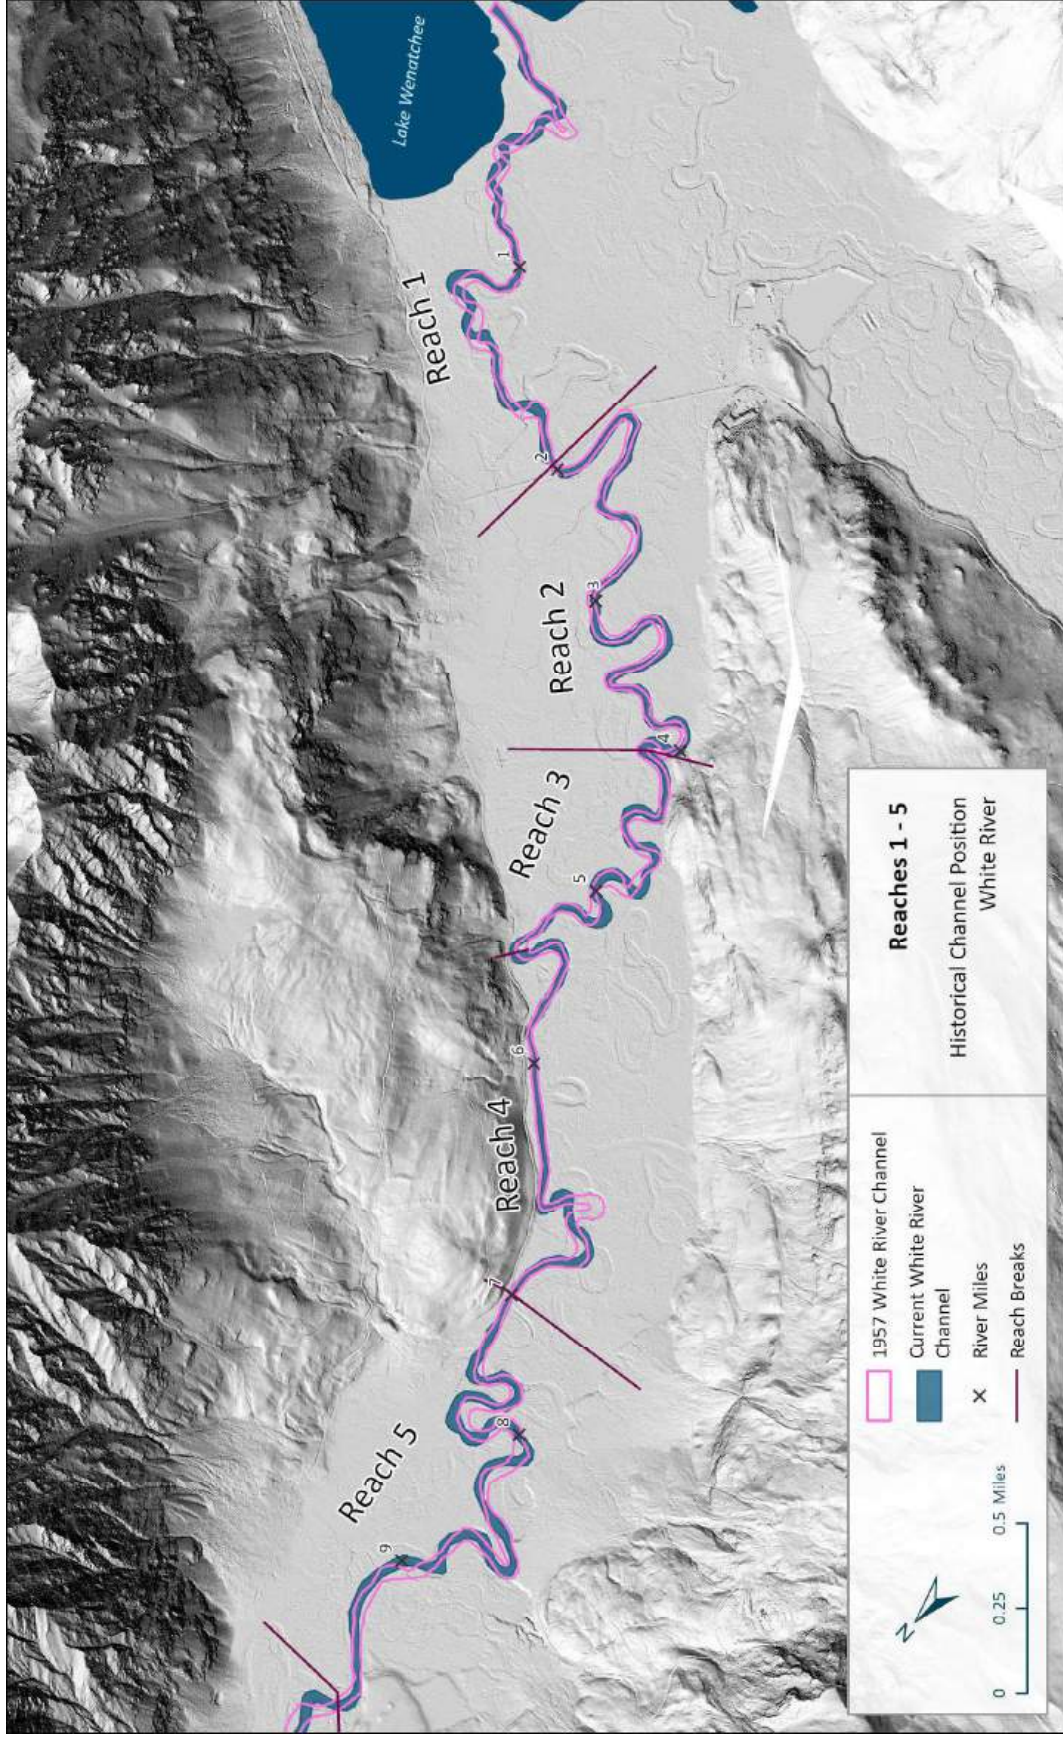 Lake Wenatchee
Reach 1
1
2
Reach 2
3
4
Reach 3
5
6
Reach 4
7
Reach 5
8
9
1957 White River Channel
Current White River
Channel
River Miles
Reach Breaks
N
0 0.25 0.5 Miles
Reaches 1 - 5
Historical Channel Position
White River